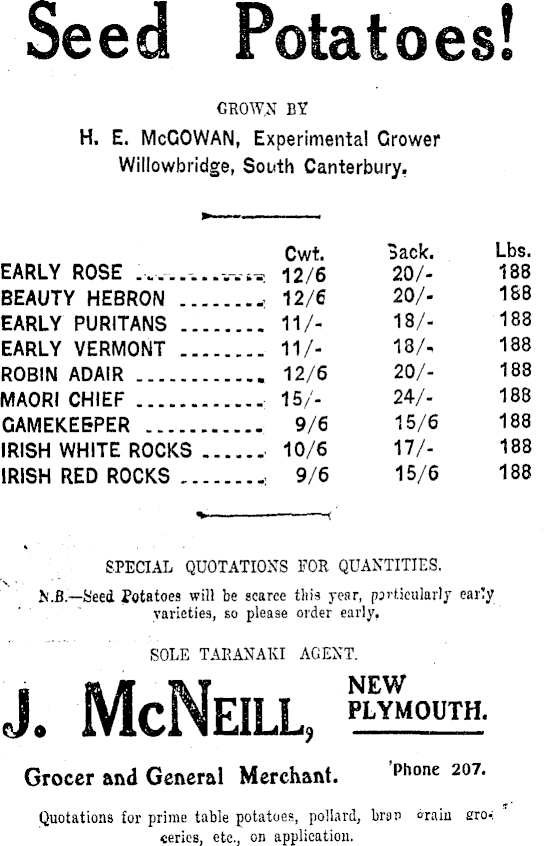 Seed Potatoes!
GROWN BY
H. E. McGOWAN, Experimental Grower
Willowbridge, South Canterbury.
Cwt. Sack. Lbs.
EARLY ROSE 12/6 20/- 188
BEAUTY HEBRON ........ 12/6 20/- 188
EARLY PURITANS ........ 11/- 18/- 188
EARLY VERMONT ........ 11/- 18/- 188
ROBIN ADAIR ............ 12/6 20/- 188
MAORI CHIEF ............ 15/- 24/- 188
GAMEKEEPER ........... 9/6 15/6 188
IRISH WHITE ROCKS ...... 10/6 17/- 188
IRISH RED ROCKS ........ 9/6 15/6 188
SPECIAL QUOTATIONS FOR QUANTITIES.
N.B.—Seed Potatoes will be scarce this year, particularly early
varieties, so please order early.
SOLE TARANAKI AGENT.
J. McNEILL, NEW
PLYMOUTH.
Grocer and General Merchant. 'Phone 207.
Quotations for prime table potatoes, pollard, bran grain gro-
ceries, etc., on application.